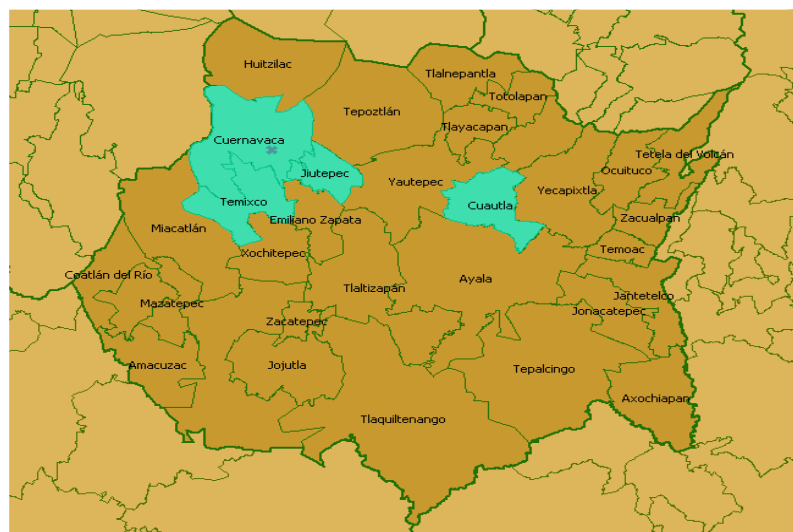 Huitzilac
Tlalnepantla
Totolapan
Tepoztlán
Tlayacapan
Cuernavaca
Tetela del Volcán
Ocuituco
Jiutepec
Yautepec
Yecapixtla
Temixco
Cuautla
Emiliano Zapata
Zacualpan
Miacatlán
Temoac
Xochitepec
Coatlán del Río
Ayala
Tlaltizapán
Jantetelco
Mazatepec
Jonacatepec
Zacatepec
Amacuzac
Jojutla
Tepalcingo
Axochiapan
Tlaquiltenango